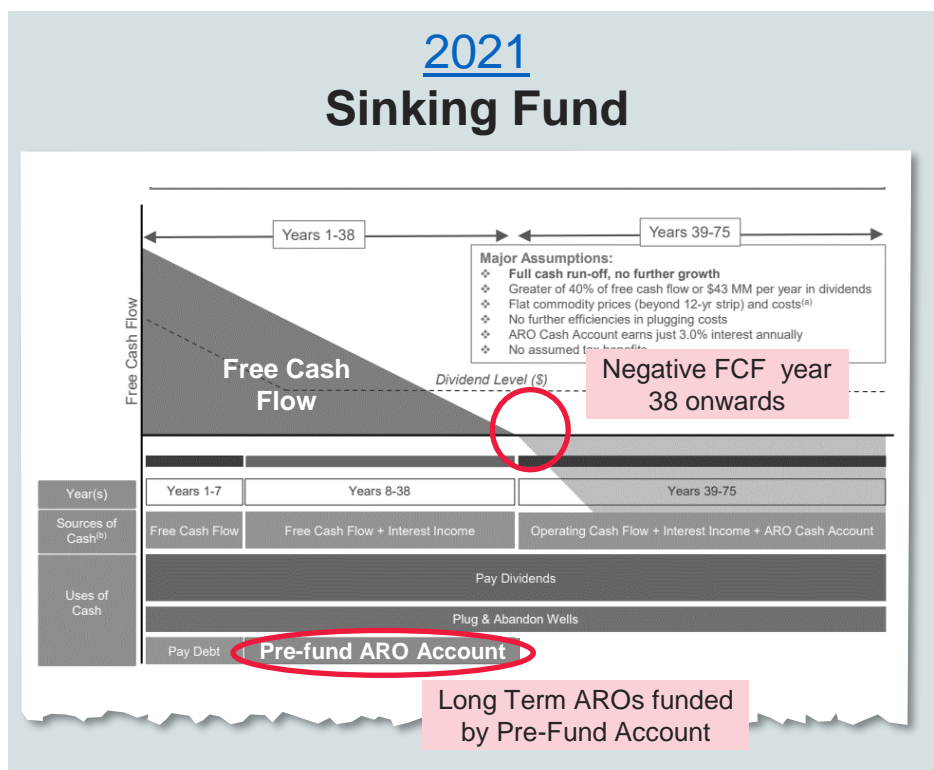 2021
Sinking Fund
Years 1-38
Years 39-75
Major Assumptions:
❖ Full cash run-off, no further growth
❖ Greater of 40% of free cash flow or $43 MM per year in dividends
❖ Flat commodity prices (beyond 12-yr strip) and costs(a)
❖ No further efficiencies in plugging costs
❖ ARO Cash Account earns just 3.0% interest annually
❖ No assumed tax benefits
Free Cash Flow
Free Cash
Flow
Dividend Level ($)
Negative FCF year
38 onwards
Year(s)
Years 1-7
Years 8-38
Years 39-75
Sources of
Cash(b)
Free Cash Flow
Free Cash Flow + Interest Income
Operating Cash Flow + Interest Income + ARO Cash Account
Uses of
Cash
Pay Dividends
Plug & Abandon Wells
Pay Debt
Pre-fund ARO Account
Long Term AROs funded
by Pre-Fund Account